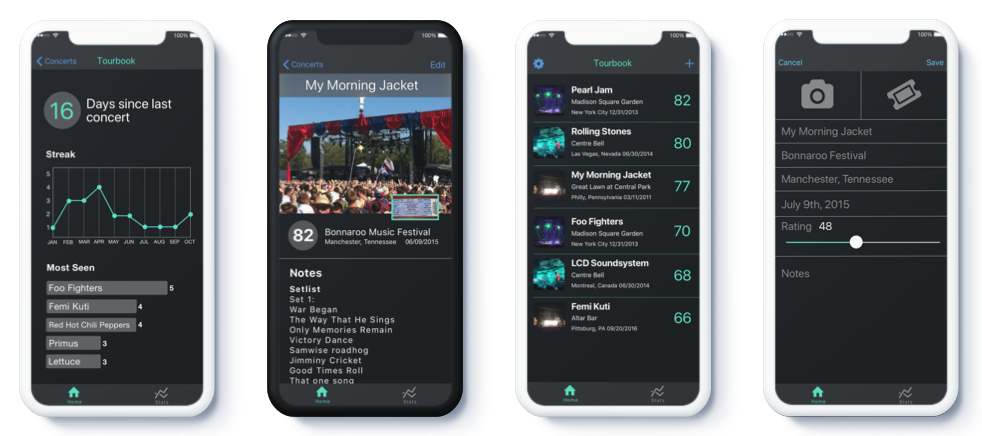 100%
Concerts
Tourbook
16
Days since last
concert
Streak
5
4
3
2
1
JAN FEB MAR APR MAY JUN JUL AUG SEP OCT
Most Seen
Foo Fighters 5
Femi Kuti 4
Red Hot Chili Peppers 4
Primus 3
Lettuce 3
Home
Stats
100%
Concerts
Edit
My Morning Jacket
82
Bonnaroo Music Festival
Manchester, Tennessee 06/09/2015
Notes
Setlist
Set 1:
War Began
The Way That He Sings
Only Memories Remain
Victory Dance
Samwise roadhog
Jimminy Cricket
Good Times Roll
That one song
Home
Stats
100%
Tourbook
+
Pearl Jam
Madison Square Garden
New York City 12/31/2013
82
Rolling Stones
Centre Bell
Las Vegas, Nevada 06/30/2014
80
My Morning Jacket
Great Lawn at Central Park
Philly, Pennsylvania 03/11/2011
77
Foo Fighters
Madison Square Garden
New York City 12/31/2013
70
LCD Soundsystem
Centre Bell
Montreal, Canada 06/30/2014
68
Femi Kuti
Altar Bar
Pittsburg, PA 09/20/2016
66
Home
Stats
100%
Cancel
Save
My Morning Jacket
Bonnaroo Festival
Manchester, Tennessee
July 9th, 2015
Rating 48
Notes
Home
Stats